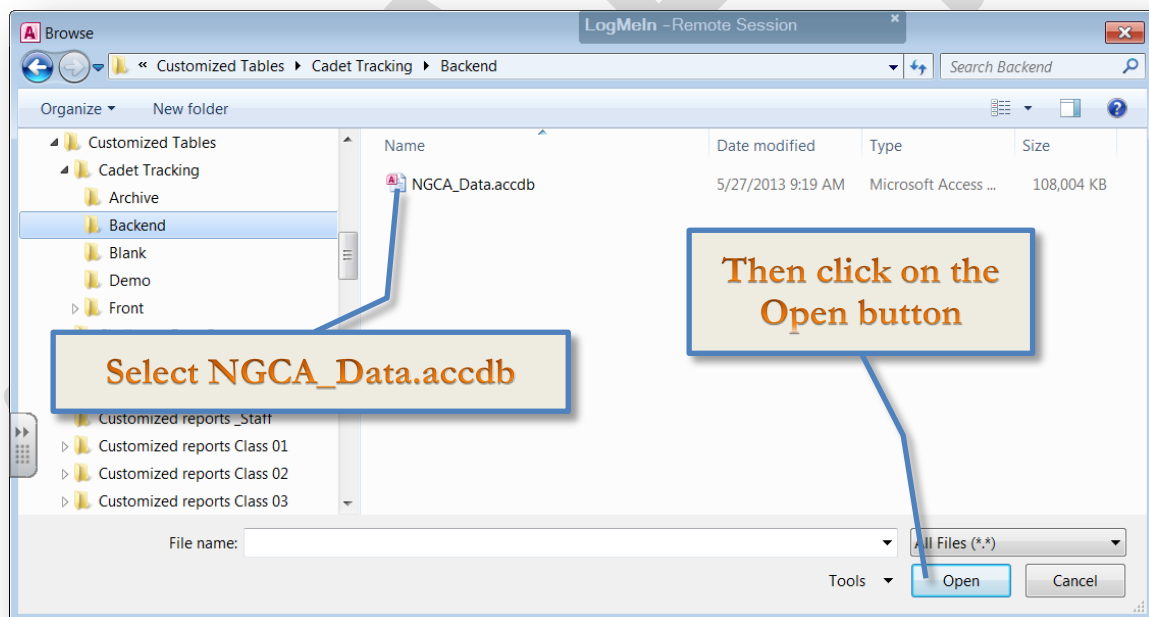 LogMeIn – Remote Session ×
Browse
« Customized Tables Cadet Tracking Backend
Search Backend
Organize New folder
Customized Tables
Cadet Tracking
Archive
Backend
Blank
Demo
Front
Customized reports _Staff
Customized reports Class 01
Customized reports Class 02
Customized reports Class 03
Name Date modified Type Size
NGCA_Data.accdb 5/27/2013 9:19 AM Microsoft Access ... 108,004 KB
Select NGCA_Data.accdb
Then click on the
Open button
File name:
All Files (*.*)
Tools Open Cancel